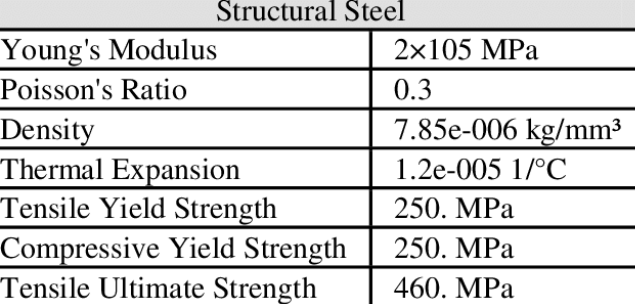 Structural Steel
Young's Modulus 2×105 MPa
Poisson's Ratio 0.3
Density 7.85e-006 kg/mm³
Thermal Expansion 1.2e-005 1/°C
Tensile Yield Strength 250. MPa
Compressive Yield Strength 250. MPa
Tensile Ultimate Strength 460. MPa